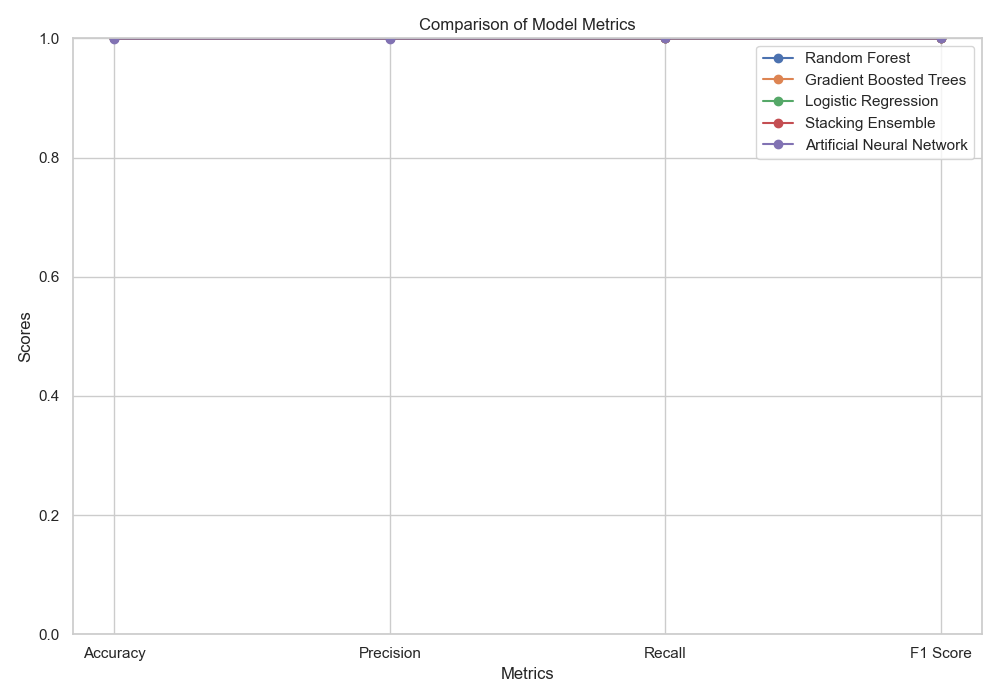 Comparison of Model Metrics
1.0
0.8
0.6
0.4
0.2
0.0
Scores
Random Forest
Gradient Boosted Trees
Logistic Regression
Stacking Ensemble
Artificial Neural Network
Accuracy
Precision
Recall
F1 Score
Metrics